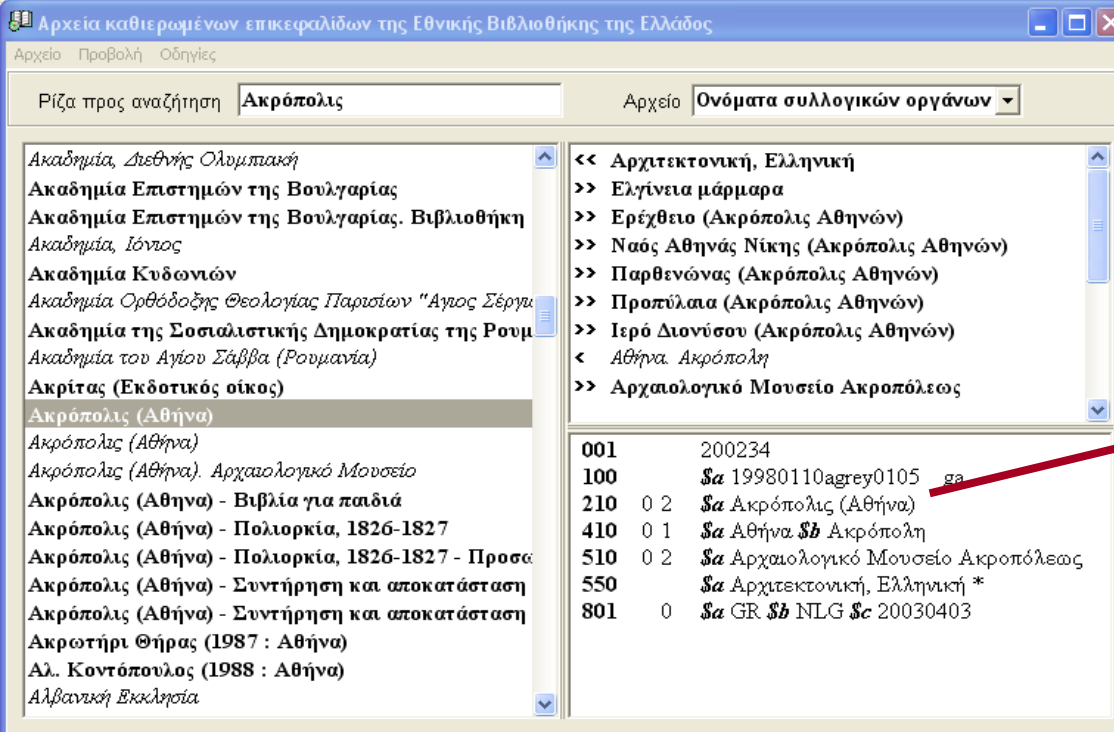 Αρχεία καθιερωμένων επικεφαλίδων της Εθνικής Βιβλιοθήκης της Ελλάδος
Αρχείο Προβολή Οδηγίες
Ρίζα προς αναζήτηση Ακρόπολις Αρχείο Ονόματα συλλογικών οργάνων
Ακαδημία, Διεθνής Ολυμπιακή
Ακαδημία Επιστημών της Βουλγαρίας
Ακαδημία Επιστημών της Βουλγαρίας. Βιβλιοθήκη
Ακαδημία, Ιόνιος
Ακαδημία Κυδωνιών
Ακαδημία Ορθόδοξης Θεολογίας Παρισίων "Αγιος Σέργιο
Ακαδημία της Σοσιαλιστικής Δημοκρατίας της Ρουμ
Ακαδημία του Αγίου Σάββα (Ρουμανία)
Ακρίτας (Εκδοτικός οίκος)
Ακρόπολις (Αθήνα)
Ακρόπολις (Αθήνα)
Ακρόπολις (Αθήνα). Αρχαιολογικό Μουσείο
Ακρόπολις (Αθηνα) - Βιβλία για παιδιά
Ακρόπολις (Αθήνα) - Πολιορκία, 1826-1827
Ακρόπολις (Αθήνα) - Πολιορκία, 1826-1827 - Προσω
Ακρόπολις (Αθήνα) - Συντήρηση και αποκατάσταση
Ακρόπολις (Αθήνα) - Συντήρηση και αποκατάσταση
Ακρωτήρι Θήρας (1987 : Αθήνα)
Αλ. Κοντόπουλος (1988 : Αθήνα)
Αλβανική Εκκλησία
<< Αρχιτεκτονική, Ελληνική
>> Ελγίνεια μάρμαρα
>> Ερέχθειο (Ακρόπολις Αθηνών)
>> Ναός Αθηνάς Νίκης (Ακρόπολις Αθηνών)
>> Παρθενώνας (Ακρόπολις Αθηνών)
>> Προπύλαια (Ακρόπολις Αθηνών)
>> Ιερό Διονύσου (Ακρόπολις Αθηνών)
< Αθήνα. Ακρόπολη
>> Αρχαιολογικό Μουσείο Ακροπόλεως
001 200234
100 $a 19980110agrey0105 ga
210 0 2 $a Ακρόπολις (Αθήνα)
410 0 1 $a Αθήνα $b Ακρόπολη
510 0 2 $a Αρχαιολογικό Μουσείο Ακροπόλεως
550 $a Αρχιτεκτονική, Ελληνική *
801 0 $a GR $b NLG $c 20030403